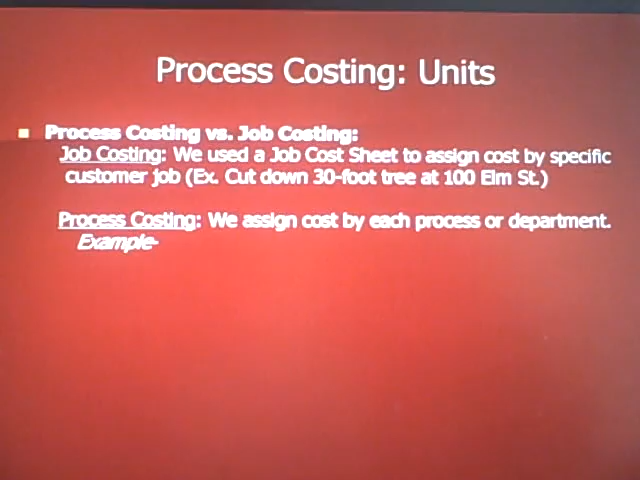 Process Costing: Units
Process Costing vs. Job Costing:
Job Costing: We used a Job Cost Sheet to assign cost by specific
customer job (Ex. Cut down 30-foot tree at 100 Elm St.)
Process Costing: We assign cost by each process or department.
Example-